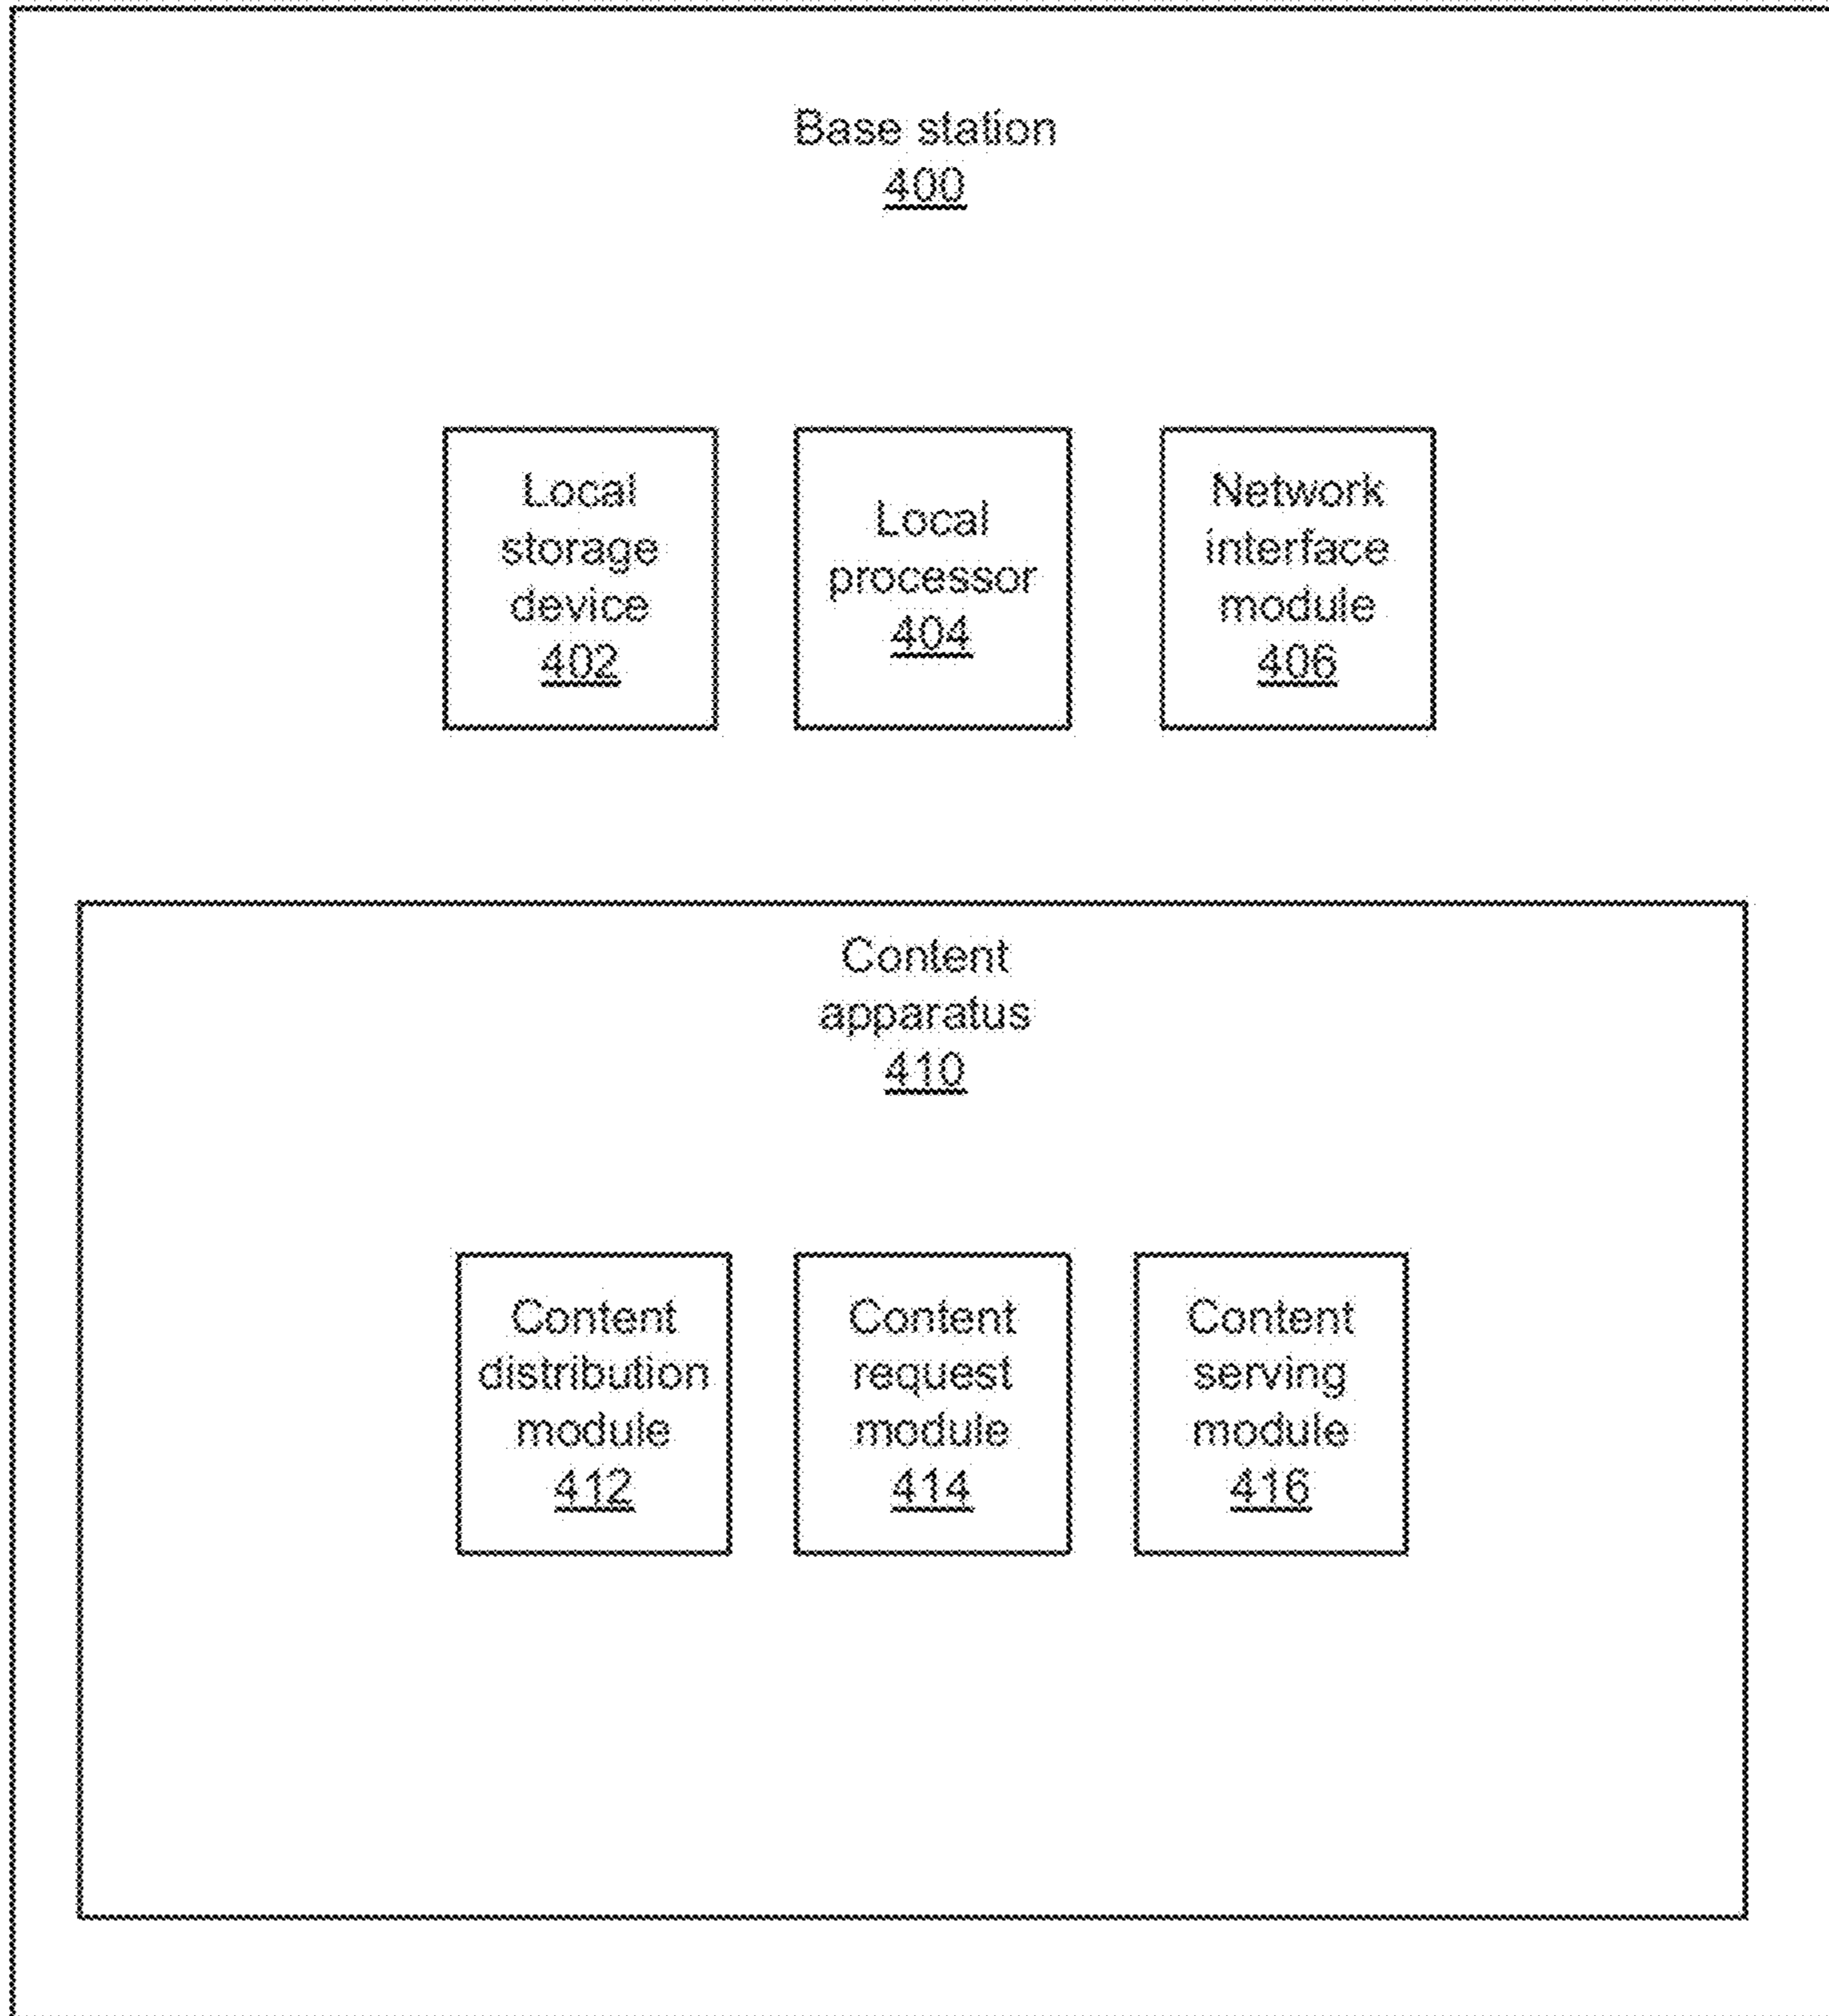 Base station
400
Local
storage
device
402
Local
processor
404
Network
interface
module
406
Content
apparatus
410
Content
distribution
module
412
Content
request
module
414
Content
serving
module
416